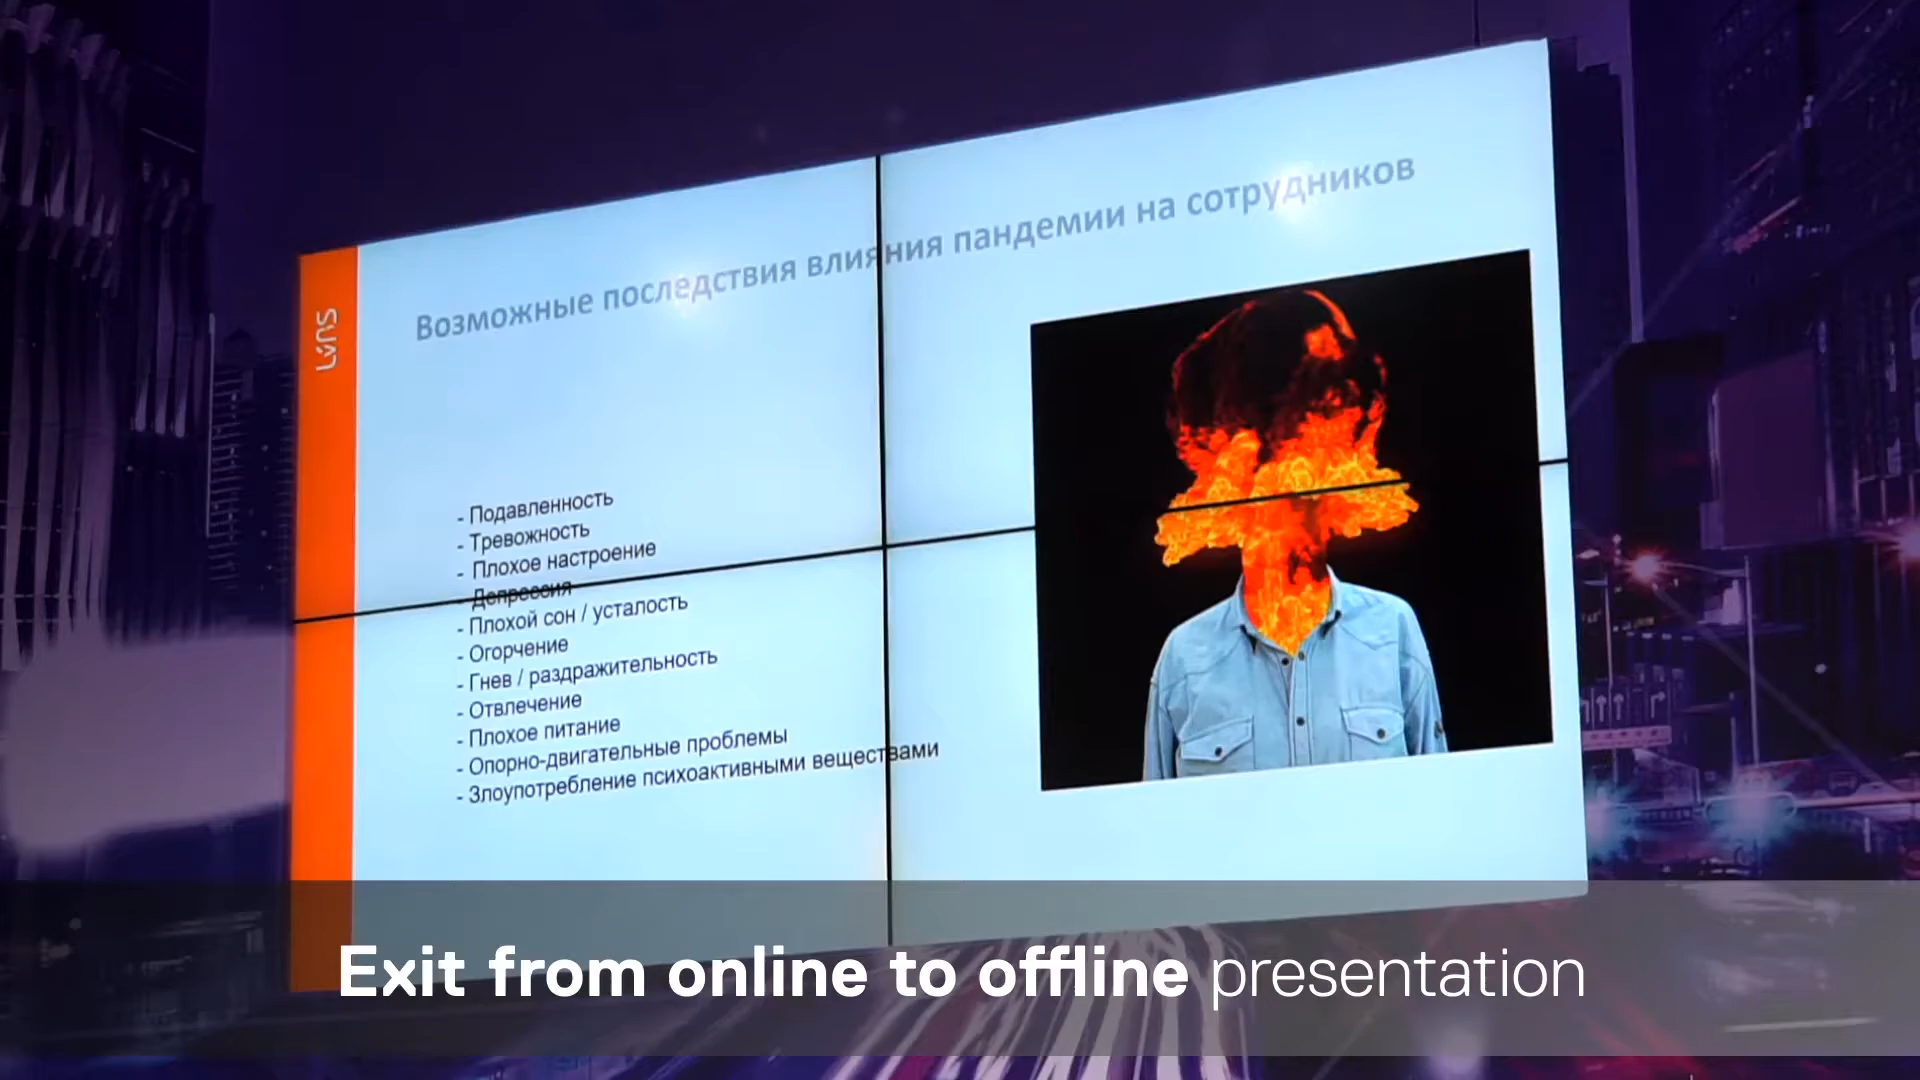 Возможные последствия влияния пандемии на сотрудников
- Подавленность
- Тревожность
- Плохое настроение
- Депрессия
- Плохой сон / усталость
- Огорчение
- Гнев / раздражительность
- Отвлечение
- Плохое питание
- Опорно-двигательные проблемы
- Злоупотребление психоактивными веществами
Exit from online to offline presentation